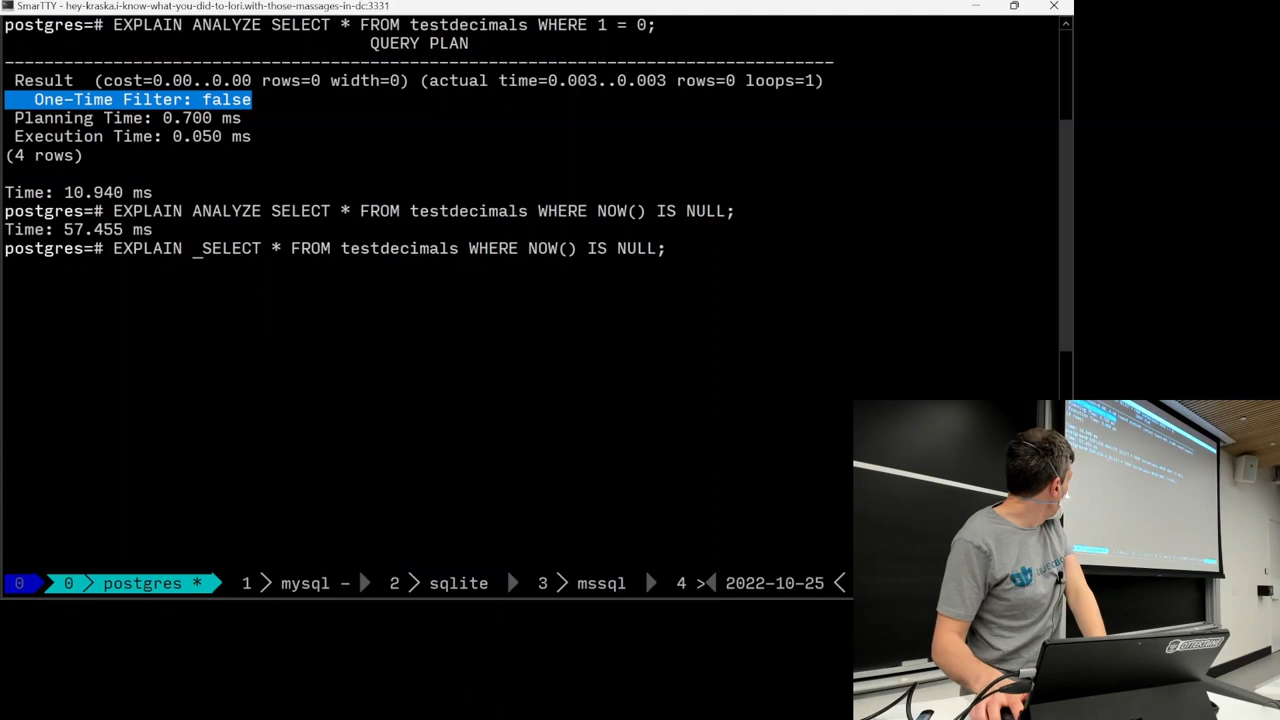 SmarTTY - hey-kraska.i-know-what-you-did-to-lori.with-those-massages-in-dc:3331
postgres=# EXPLAIN ANALYZE SELECT * FROM testdecimals WHERE 1 = 0;
QUERY PLAN
------------------------------------------------------------------------------------
Result  (cost=0.00..0.00 rows=0 width=0) (actual time=0.003..0.003 rows=0 loops=1)
One-Time Filter: false
Planning Time: 0.700 ms
Execution Time: 0.050 ms
(4 rows)
Time: 10.940 ms
postgres=# EXPLAIN ANALYZE SELECT * FROM testdecimals WHERE NOW() IS NULL;
Time: 57.455 ms
postgres=# EXPLAIN _SELECT * FROM testdecimals WHERE NOW() IS NULL;
0 0 postgres * 1 mysql - 2 sqlite 3 mssql 4 > 2022-10-25
OTTERTUNE